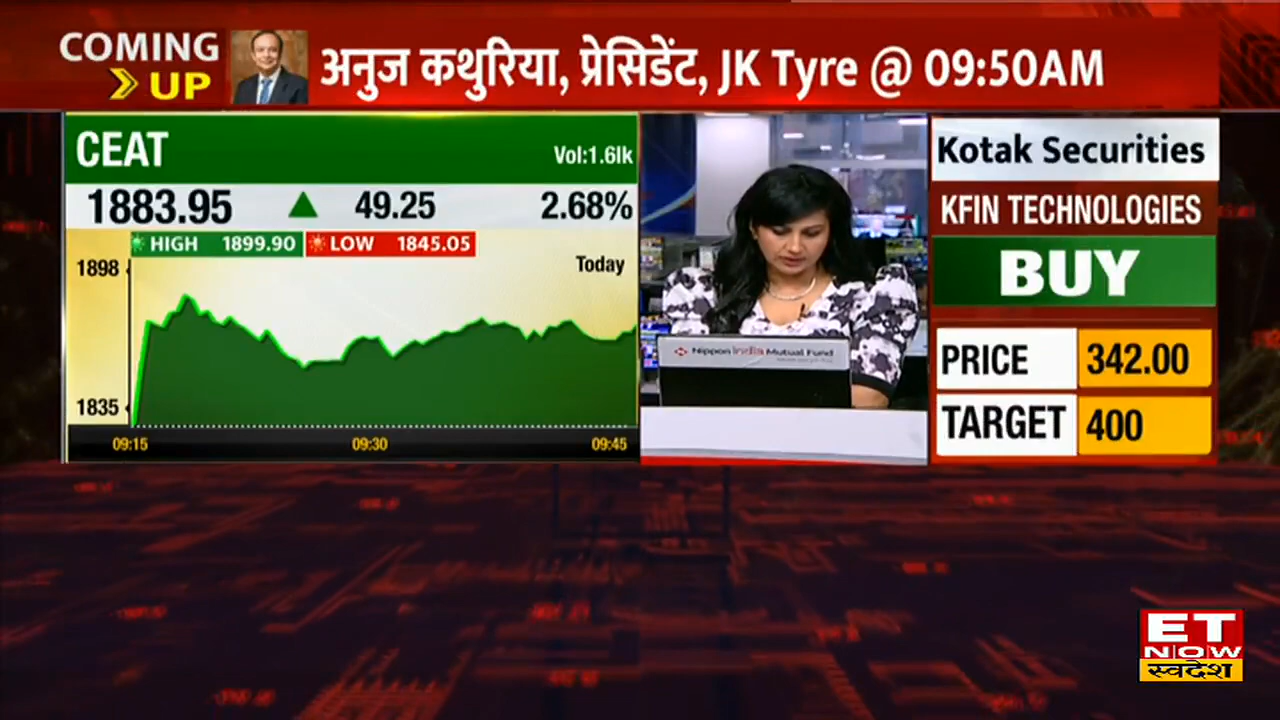 COMING
UP
अनुज कथुरिया, प्रेसिडेंट, JK Tyre @ 09:50AM
CEAT
Vol:1.6lk
1883.95 49.25 2.68%
HIGH 1899.90 LOW 1845.05
Today
1898
1835
09:15 09:30 09:45
Nippon India Mutual Fund
Kotak Securities
KFIN TECHNOLOGIES
BUY
PRICE 342.00
TARGET 400
ET
NOW
स्वदेश